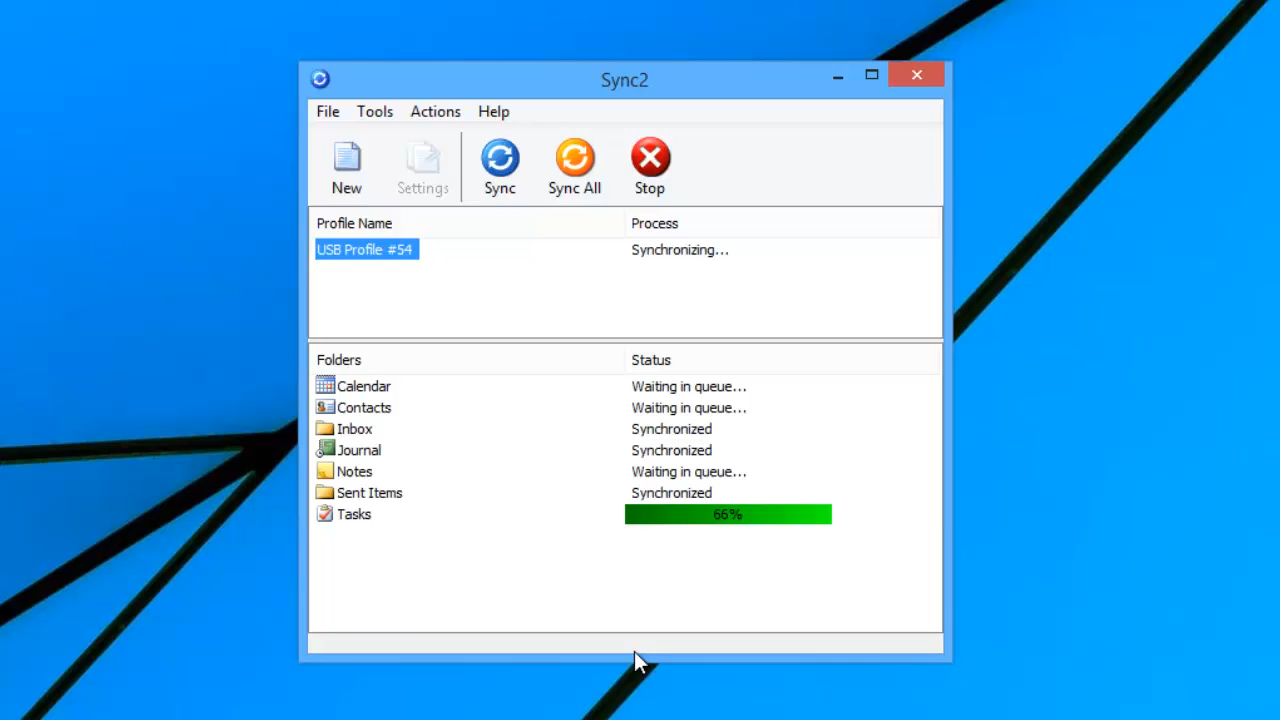 Sync2
File Tools Actions Help
New Settings Sync Sync All Stop
Profile Name Process
USB Profile #54 Synchronizing...
Folders Status
Calendar Waiting in queue...
Contacts Waiting in queue...
Inbox Synchronized
Journal Synchronized
Notes Waiting in queue...
Sent Items Synchronized
Tasks 66%